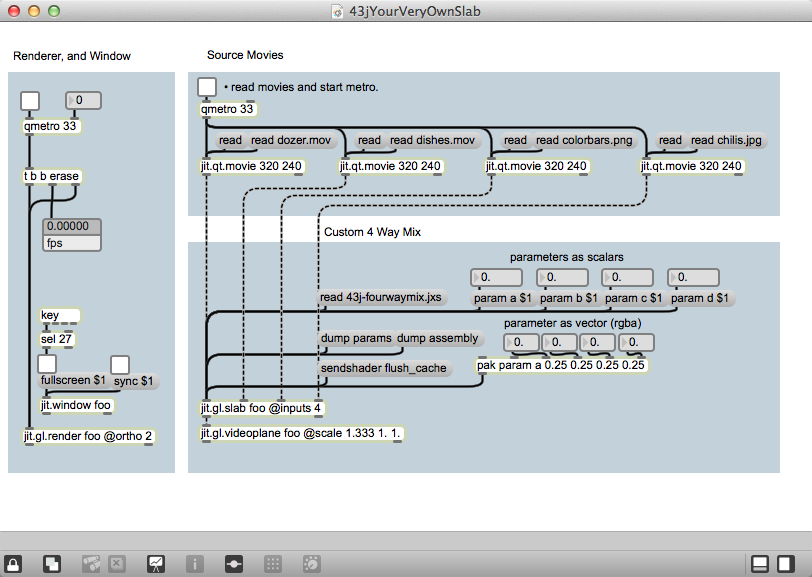 43jYourVeryOwnSlab
Renderer, and Window
0
qmetro 33
t b b erase
0.00000
fps
key
sel 27
fullscreen $1 sync $1
jit.window foo
jit.gl.render foo @ortho 2
Source Movies
• read movies and start metro.
qmetro 33
read read dozer.mov read read dishes.mov read read colorbars.png read read chilis.jpg
jit.qt.movie 320 240 jit.qt.movie 320 240 jit.qt.movie 320 240 jit.qt.movie 320 240
Custom 4 Way Mix
parameters as scalars
0. 0. 0. 0.
read 43j-fourwaymix.jxs param a $1 param b $1 param c $1 param d $1
parameter as vector (rgba)
dump params dump assembly 0. 0. 0. 0.
sendshader flush_cache pak param a 0.25 0.25 0.25 0.25
jit.gl.slab foo @inputs 4
jit.gl.videoplane foo @scale 1.333 1. 1.